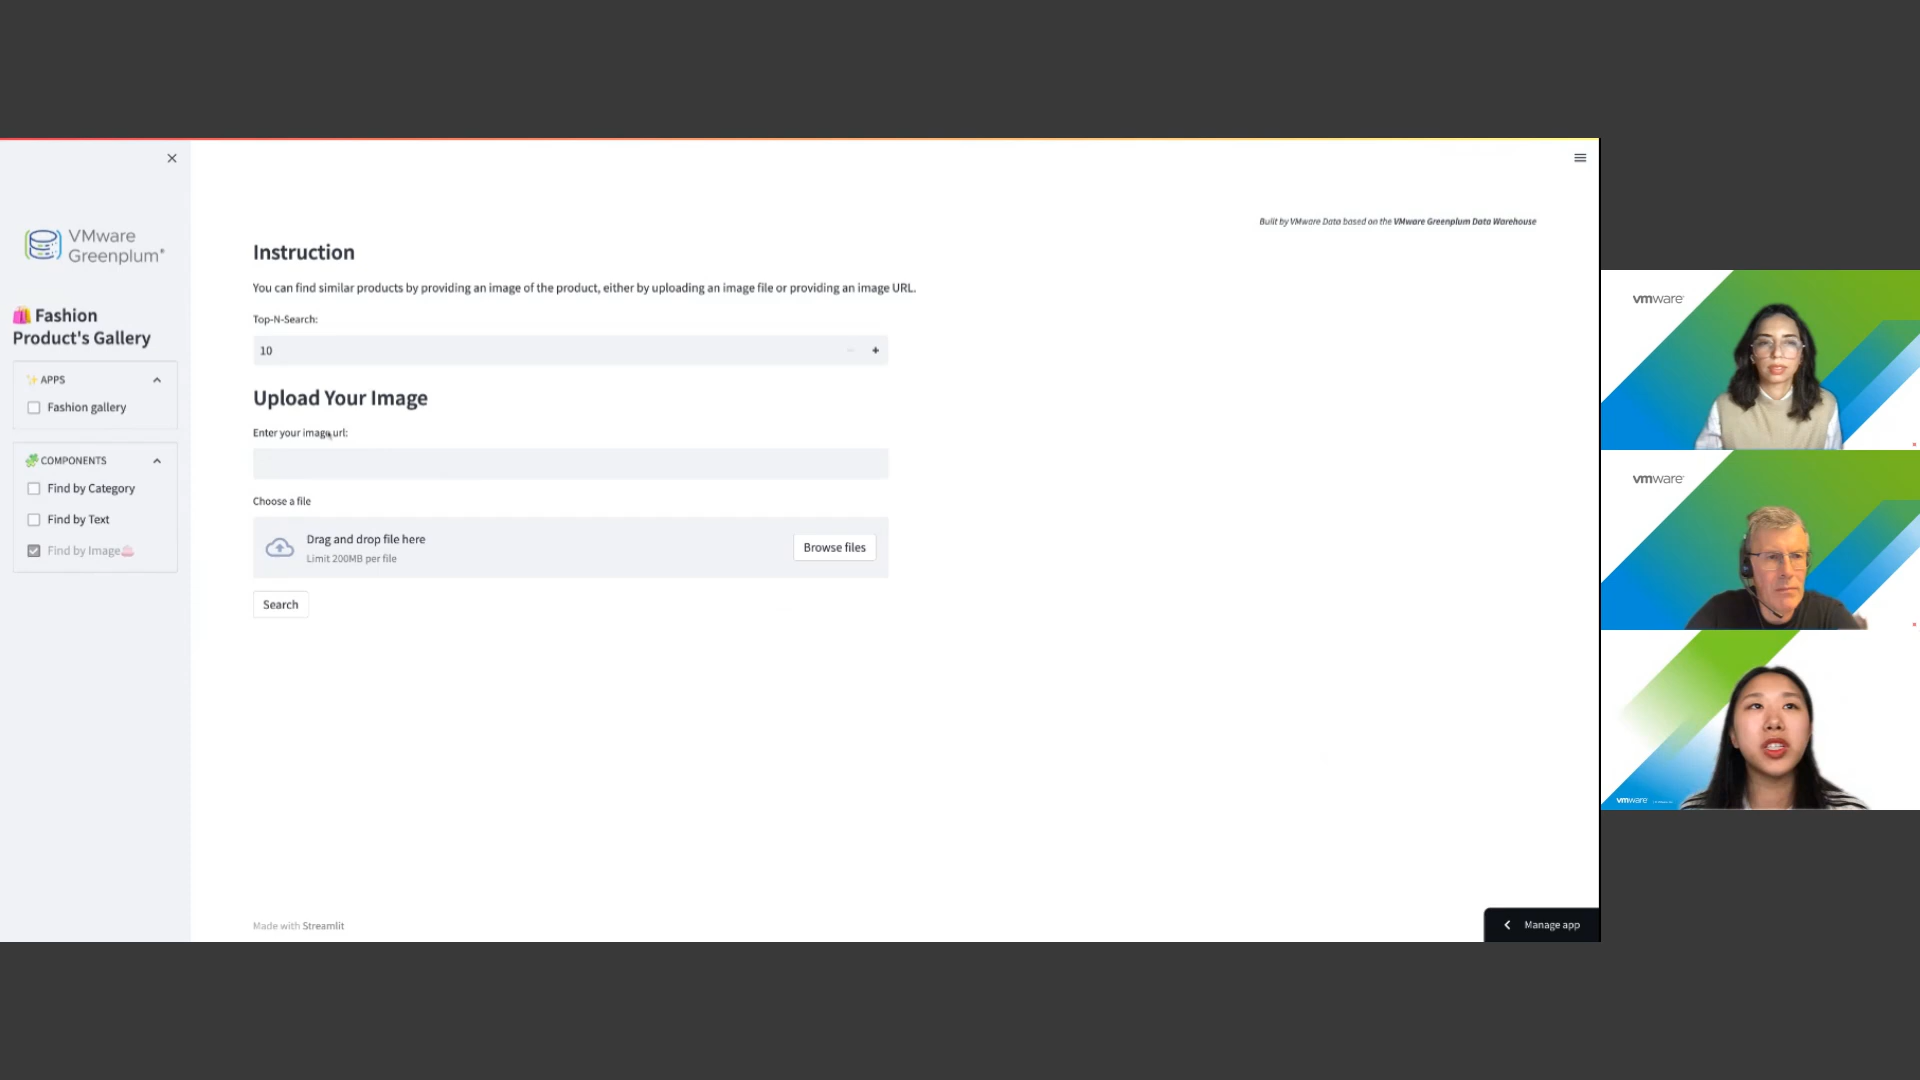 VMware
Greenplum
Fashion
Product's Gallery
APPS
Fashion gallery
COMPONENTS
Find by Category
Find by Text
Find by Image
Built by VMware Data based on the VMware Greenplum Data Warehouse
Instruction
You can find similar products by providing an image of the product, either by uploading an image file or providing an image URL.
Top-N-Search:
10
Upload Your Image
Enter your image url:
Choose a file
Drag and drop file here
Limit 200MB per file
Browse files
Search
Made with Streamlit
Manage app
vmware
vmware
vmware